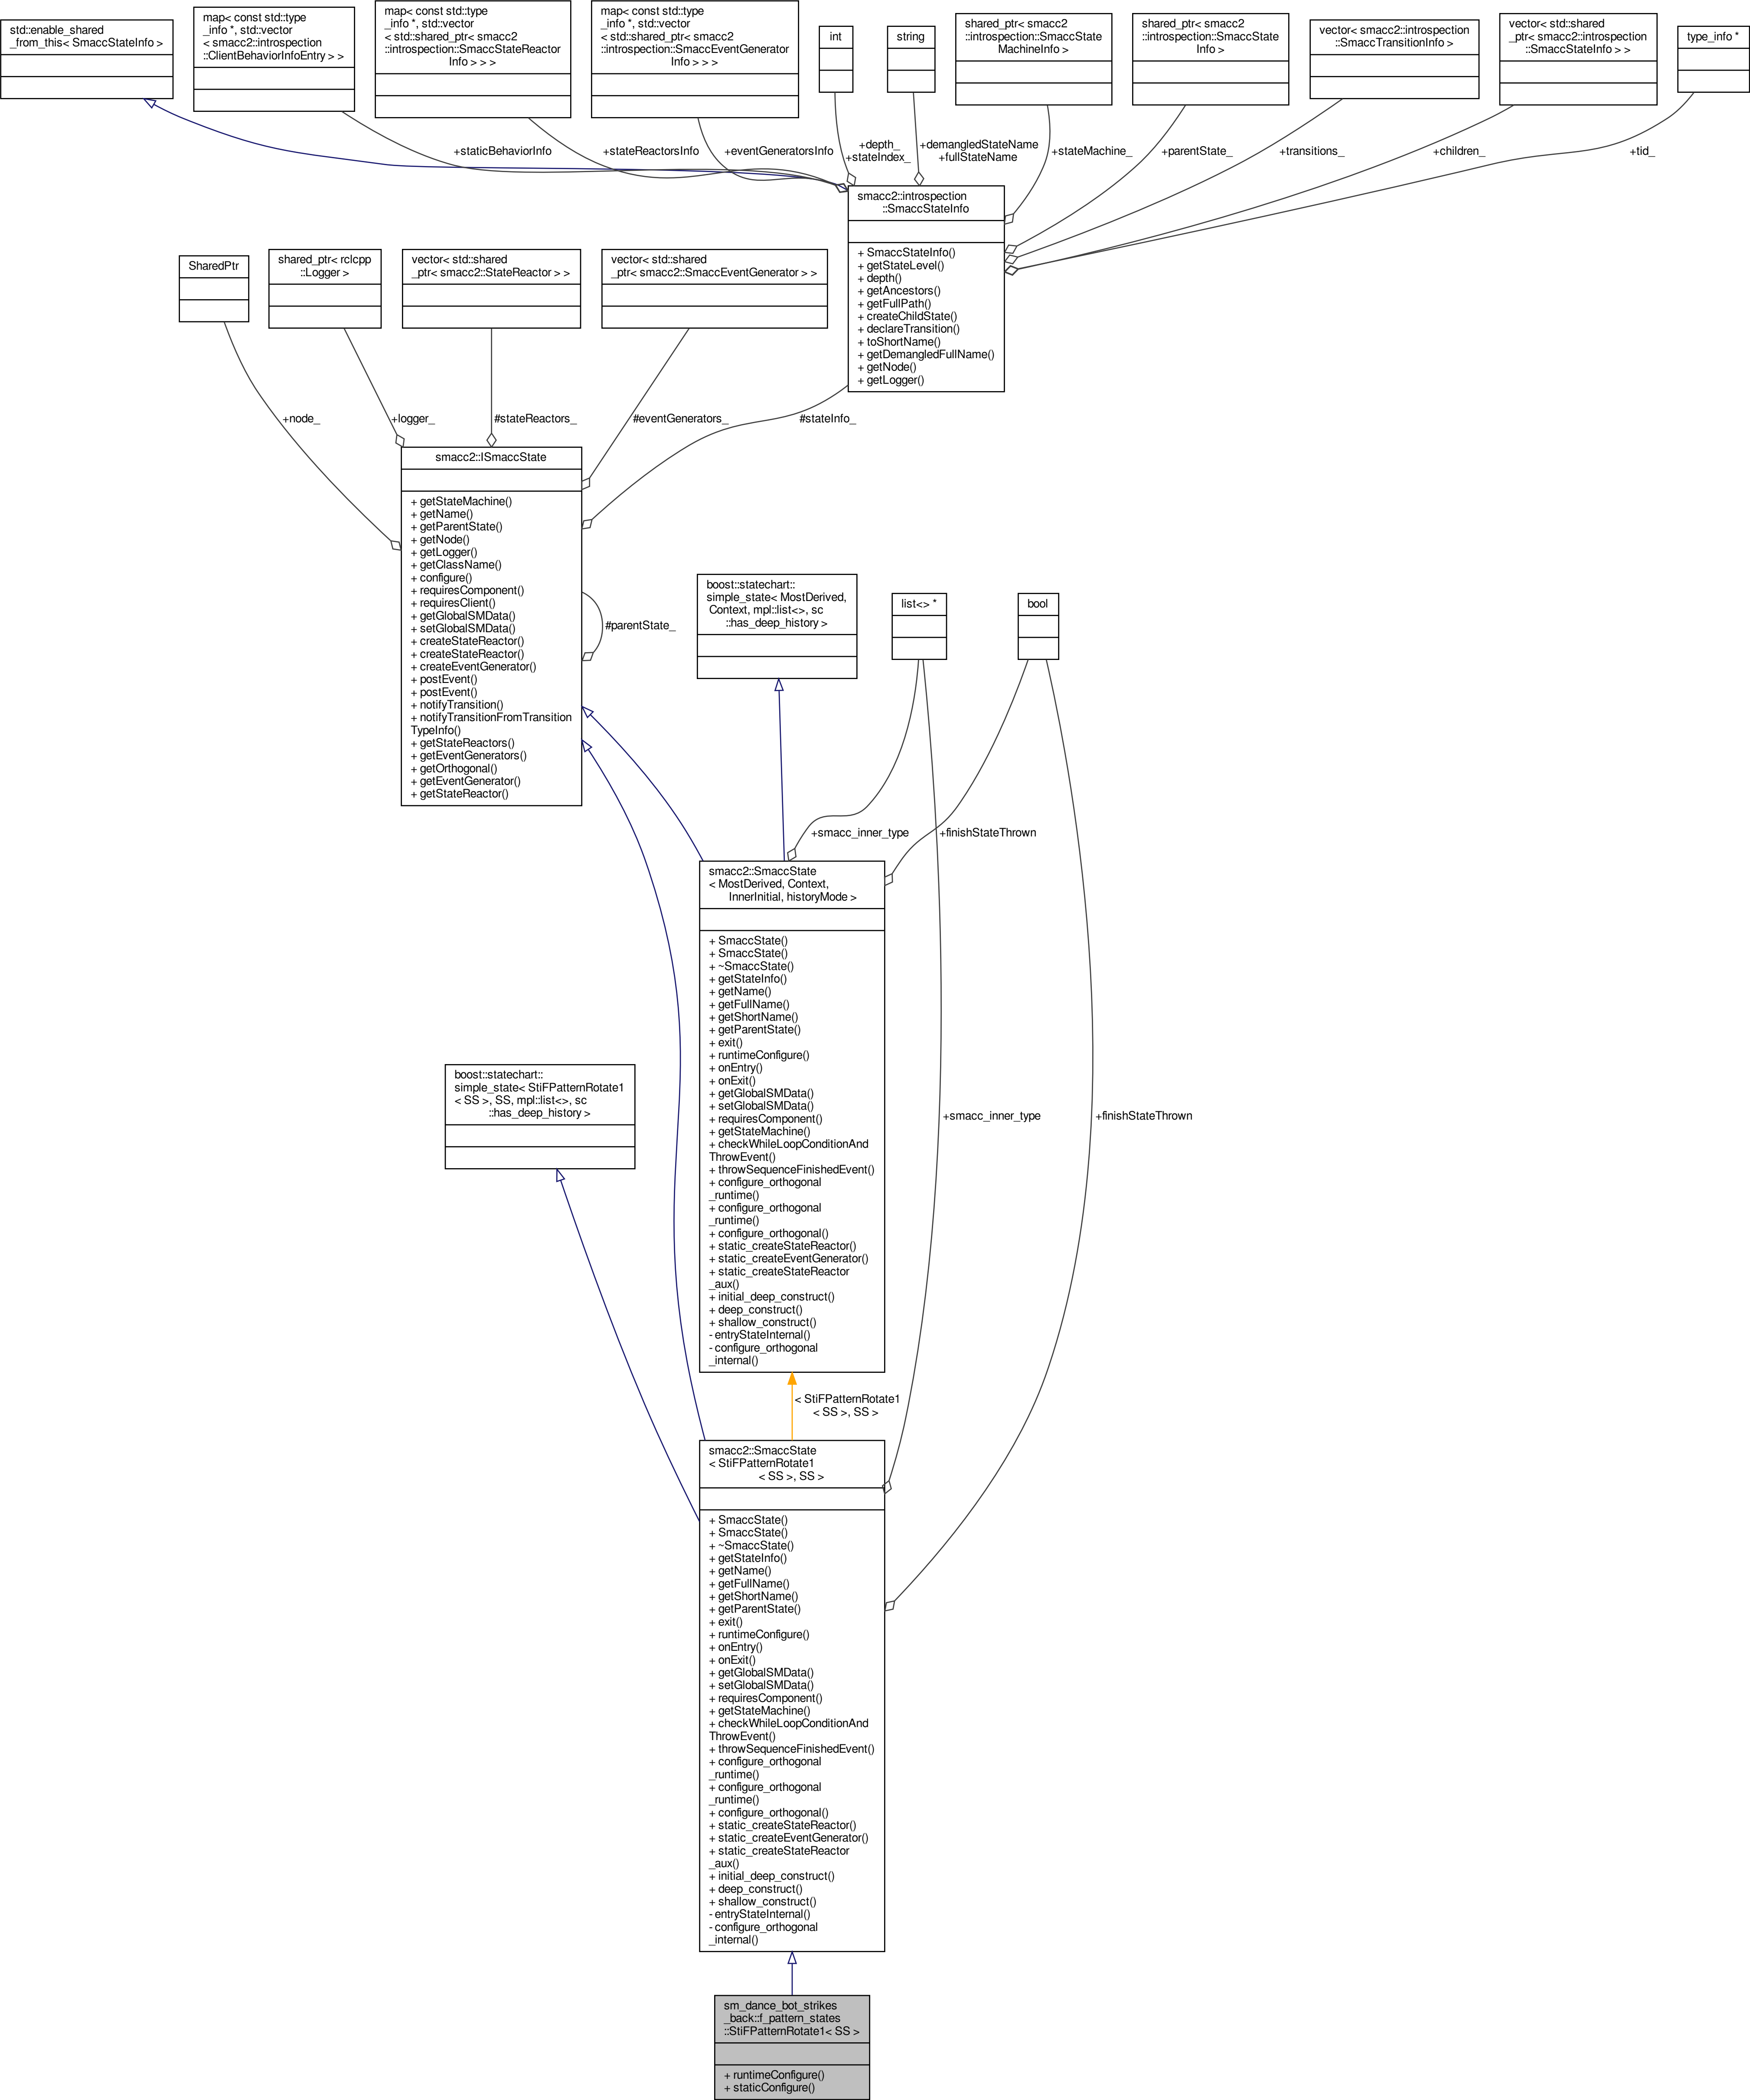 std::enable_shared
_from_this< SmaccStateInfo >
map< const std::type
_info *, std::vector
< smacc2::introspection
::ClientBehaviorInfoEntry > >
map< const std::type
_info *, std::vector
< std::shared_ptr< smacc2
::introspection::SmaccStateReactor
Info > > >
map< const std::type
_info *, std::vector
< std::shared_ptr< smacc2
::introspection::SmaccEventGenerator
Info > > >
int
string
shared_ptr< smacc2
::introspection::SmaccState
MachineInfo >
shared_ptr< smacc2
::introspection::SmaccState
Info >
vector< smacc2::introspection
::SmaccTransitionInfo >
vector< std::shared
_ptr< smacc2::introspection
::SmaccStateInfo > >
type_info *
+staticBehaviorInfo
+stateReactorsInfo
+eventGeneratorsInfo
+depth_
+stateIndex_
+demangledStateName
+fullStateName
+stateMachine_
+parentState_
+transitions_
+children_
+tid_
smacc2::introspection
::SmaccStateInfo
+ SmaccStateInfo()
+ getStateLevel()
+ depth()
+ getAncestors()
+ getFullPath()
+ createChildState()
+ declareTransition()
+ toShortName()
+ getDemangledFullName()
+ getNode()
+ getLogger()
SharedPtr
shared_ptr< rclcpp
::Logger >
vector< std::shared
_ptr< smacc2::StateReactor > >
vector< std::shared
_ptr< smacc2::SmaccEventGenerator > >
+node_
+logger_
#stateReactors_
#eventGenerators_
#stateInfo_
smacc2::ISmaccState
+ getStateMachine()
+ getName()
+ getParentState()
+ getNode()
+ getLogger()
+ getClassName()
+ configure()
+ requiresComponent()
+ requiresClient()
+ getGlobalSMData()
+ setGlobalSMData()
+ createStateReactor()
+ createStateReactor()
+ createEventGenerator()
+ postEvent()
+ postEvent()
+ notifyTransition()
+ notifyTransitionFromTransition
TypeInfo()
+ getStateReactors()
+ getEventGenerators()
+ getOrthogonal()
+ getEventGenerator()
+ getStateReactor()
#parentState_
boost::statechart::
simple_state< MostDerived,
Context, mpl::list<>, sc
::has_deep_history >
list<> *
bool
+smacc_inner_type
+finishStateThrown
smacc2::SmaccState
< MostDerived, Context,
InnerInitial, historyMode >
+ SmaccState()
+ SmaccState()
+ ~SmaccState()
+ getStateInfo()
+ getName()
+ getFullName()
+ getShortName()
+ getParentState()
+ exit()
+ runtimeConfigure()
+ onEntry()
+ onExit()
+ getGlobalSMData()
+ setGlobalSMData()
+ requiresComponent()
+ getStateMachine()
+ checkWhileLoopConditionAnd
ThrowEvent()
+ throwSequenceFinishedEvent()
+ configure_orthogonal
_runtime()
+ configure_orthogonal
_runtime()
+ configure_orthogonal()
+ static_createStateReactor()
+ static_createEventGenerator()
+ static_createStateReactor
_aux()
+ initial_deep_construct()
+ deep_construct()
+ shallow_construct()
- entryStateInternal()
- configure_orthogonal
_internal()
boost::statechart::
simple_state< StiFPatternRotate1
< SS >, SS, mpl::list<>, sc
::has_deep_history >
+smacc_inner_type
+finishStateThrown
< StiFPatternRotate1
< SS >, SS >
smacc2::SmaccState
< StiFPatternRotate1
< SS >, SS >
+ SmaccState()
+ SmaccState()
+ ~SmaccState()
+ getStateInfo()
+ getName()
+ getFullName()
+ getShortName()
+ getParentState()
+ exit()
+ runtimeConfigure()
+ onEntry()
+ onExit()
+ getGlobalSMData()
+ setGlobalSMData()
+ requiresComponent()
+ getStateMachine()
+ checkWhileLoopConditionAnd
ThrowEvent()
+ throwSequenceFinishedEvent()
+ configure_orthogonal
_runtime()
+ configure_orthogonal
_runtime()
+ configure_orthogonal()
+ static_createStateReactor()
+ static_createEventGenerator()
+ static_createStateReactor
_aux()
+ initial_deep_construct()
+ deep_construct()
+ shallow_construct()
- entryStateInternal()
- configure_orthogonal
_internal()
sm_dance_bot_strikes
_back::f_pattern_states
::StiFPatternRotate1< SS >
+ runtimeConfigure()
+ staticConfigure()